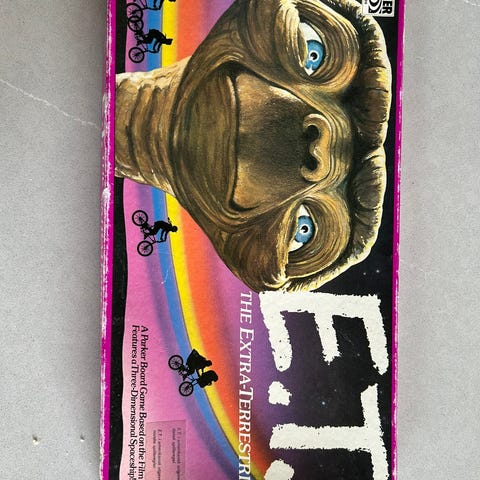 E.T.
THE EXTRA-TERRESTRI
A Parker Board Game Based on the Film
Features a Three-Dimensional Spaceship!